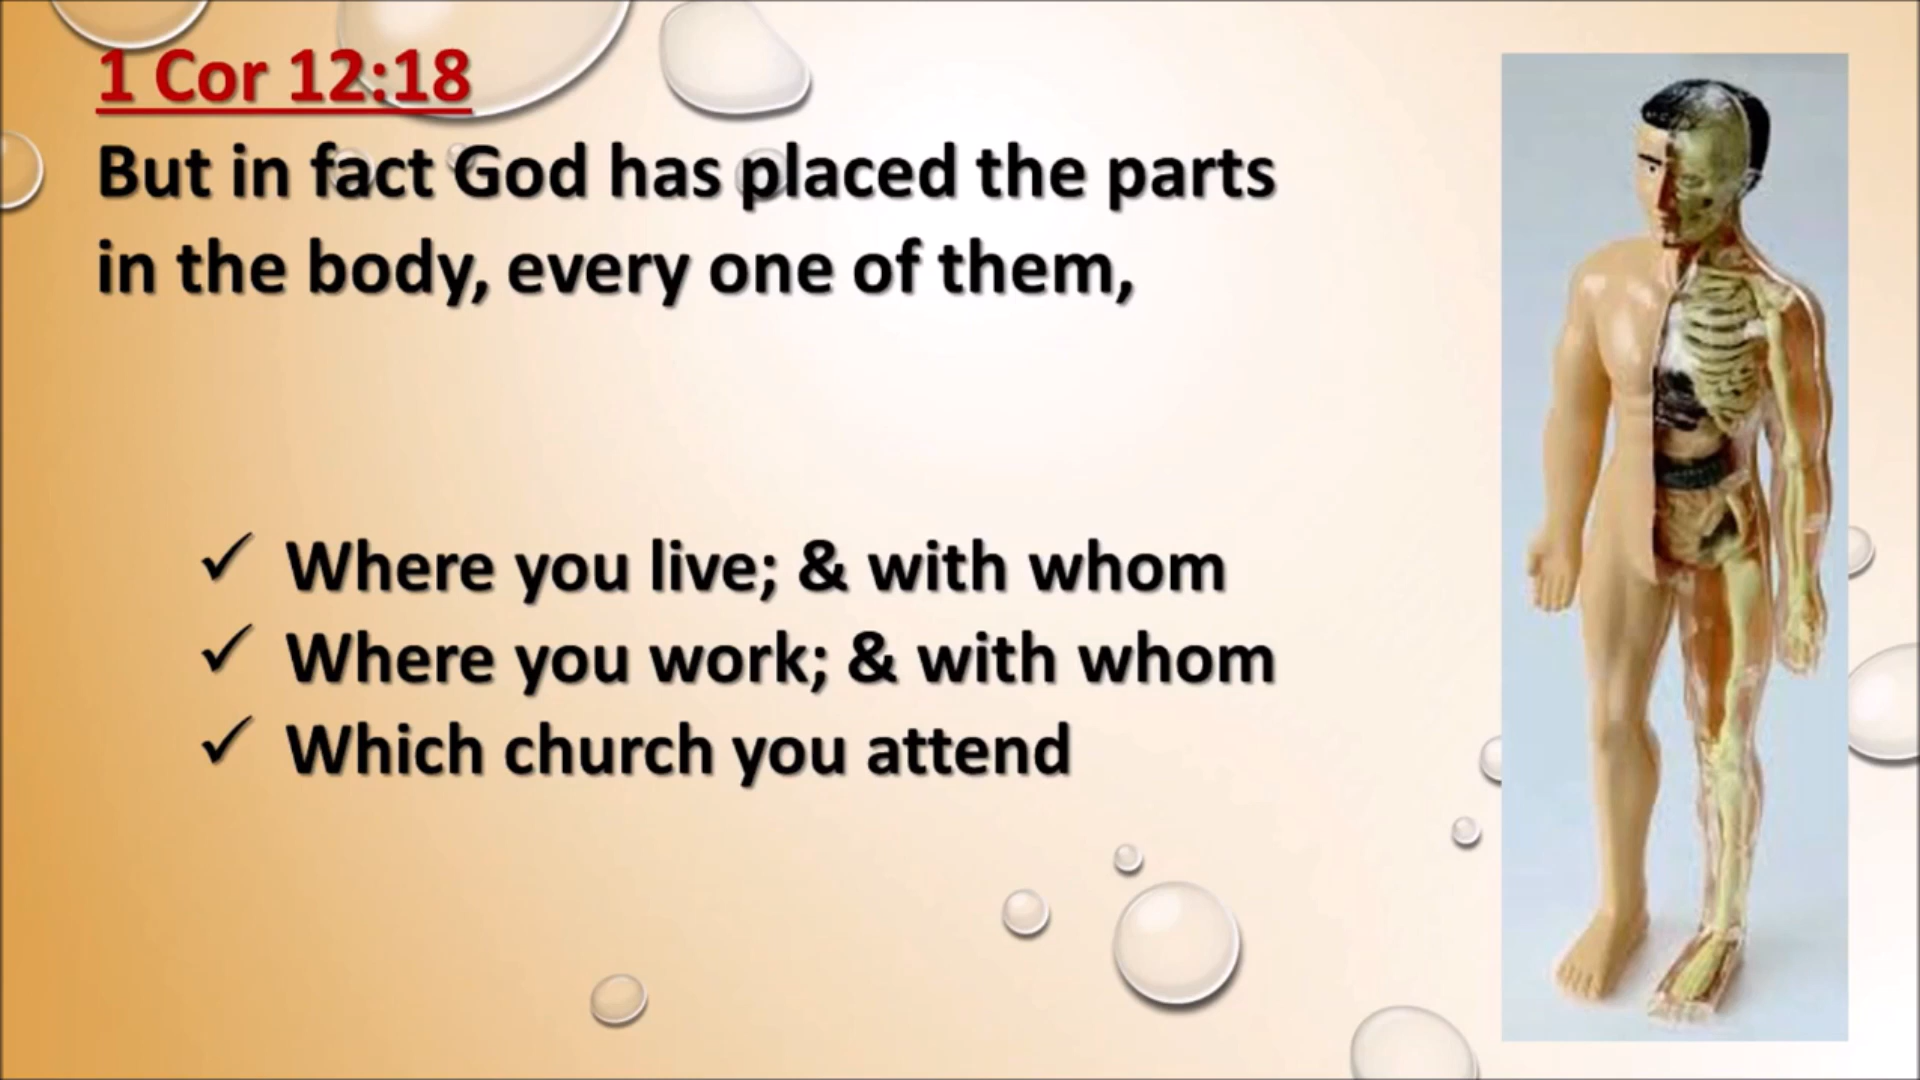 1 Cor 12:18
But in fact God has placed the parts
in the body, every one of them,
✓ Where you live; & with whom
✓ Where you work; & with whom
✓ Which church you attend